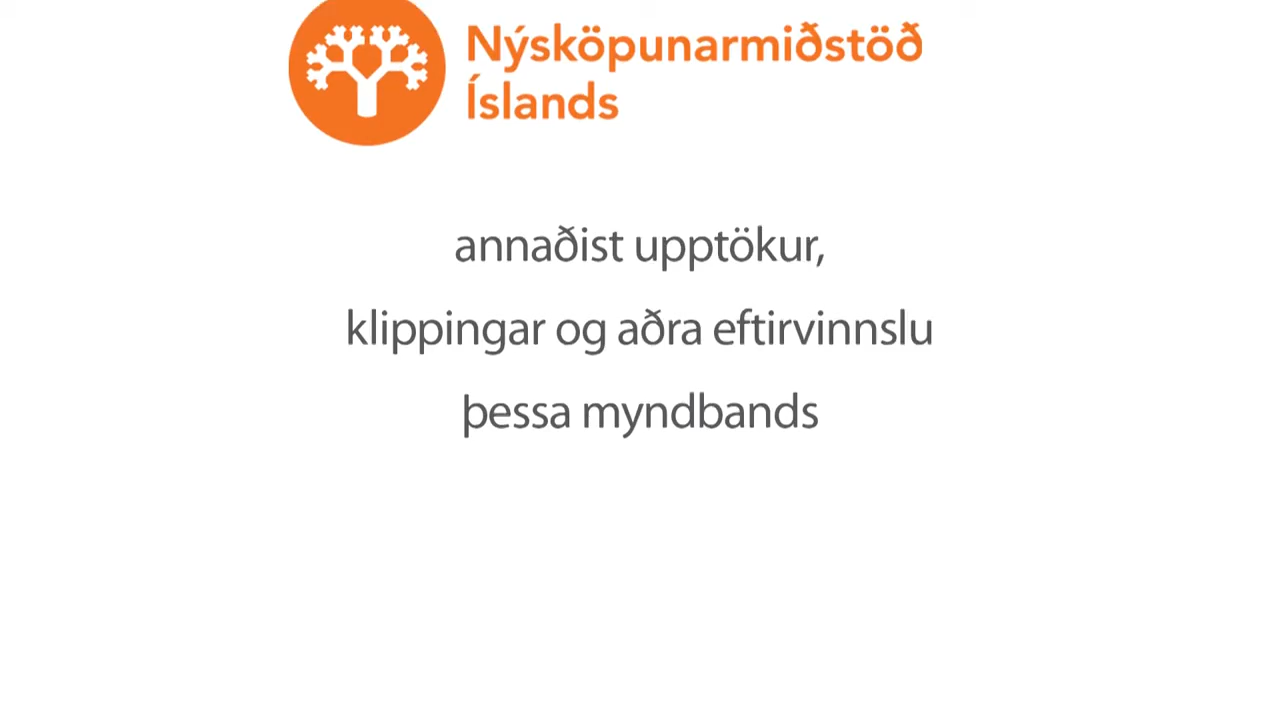 Nýsköpunarmiðstöð
Íslands
annaðist upptökur,
klippingar og aðra eftirvinnslu
þessa myndbands